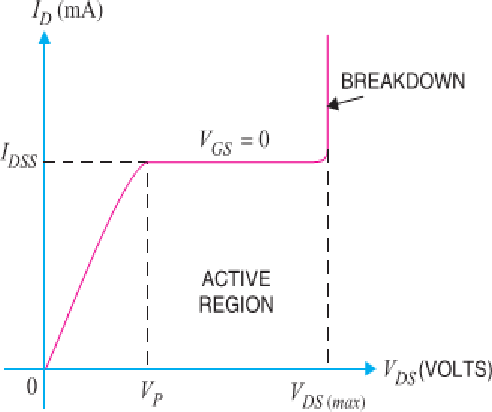 I_D (mA)
BREAKDOWN
V_GS = 0
I_DSS
ACTIVE
REGION
0
V_P
V_DS (max)
V_DS (VOLTS)